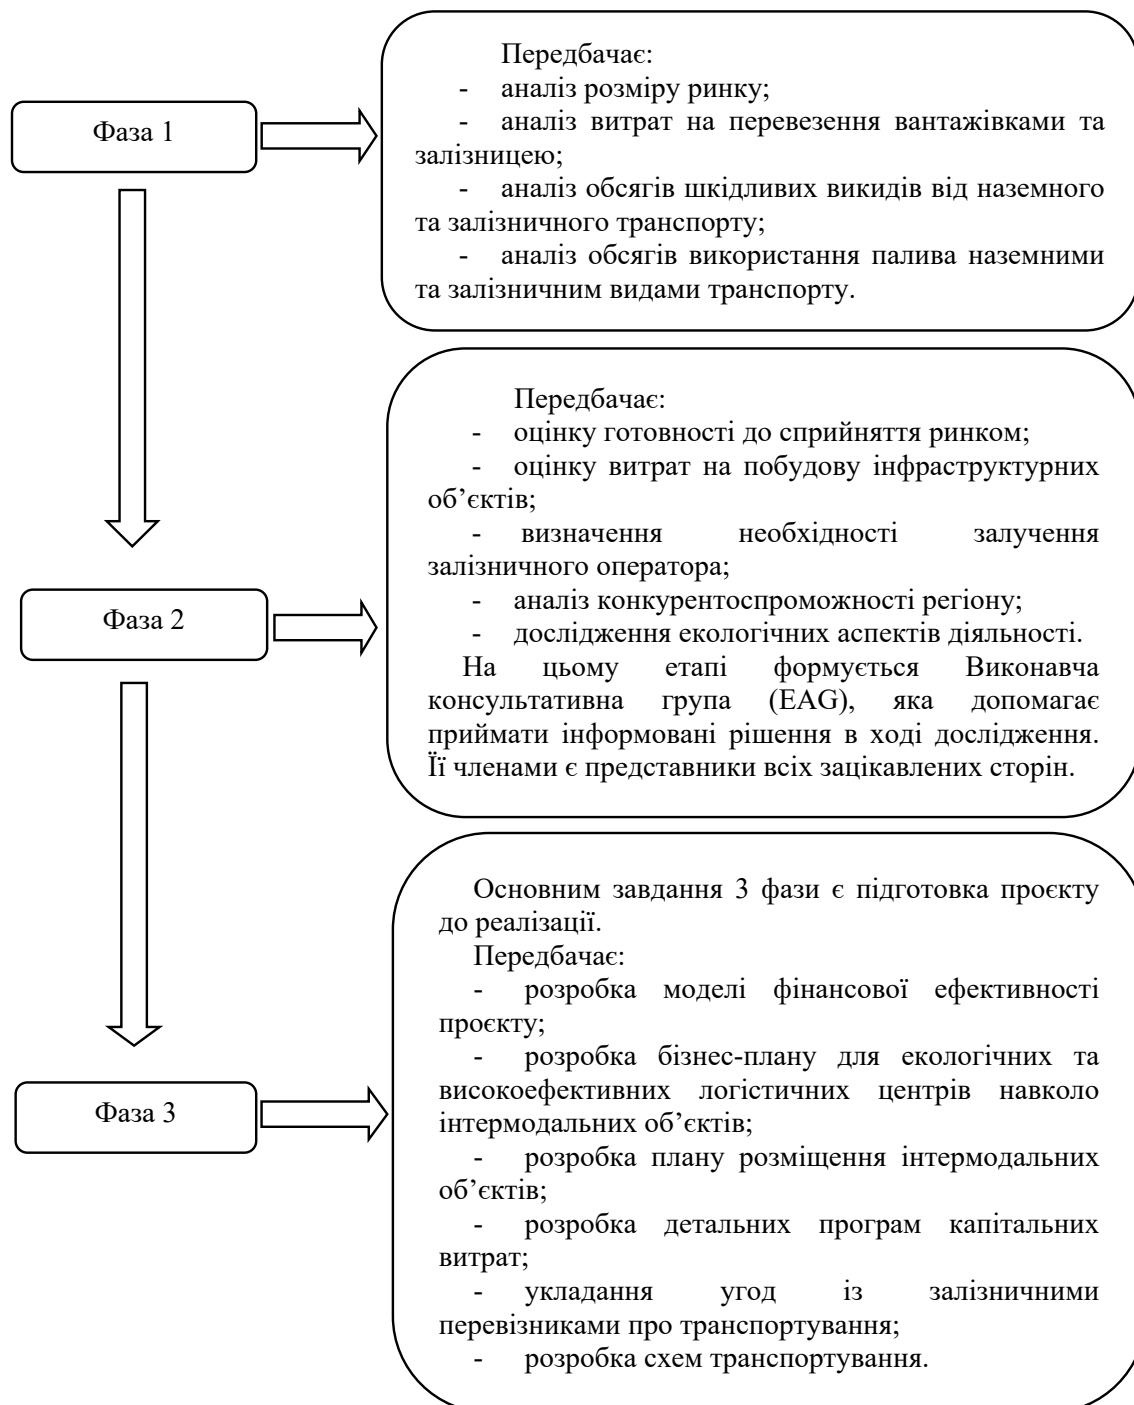 Фаза 1
Передбачає:
- аналіз розміру ринку;
- аналіз витрат на перевезення вантажівками та
залізницею;
- аналіз обсягів шкідливих викидів від наземного
та залізничного транспорту;
- аналіз обсягів використання палива наземними
та залізничним видами транспорту.
Фаза 2
Передбачає:
- оцінку готовності до сприйняття ринком;
- оцінку витрат на побудову інфраструктурних
об’єктів;
- визначення необхідності залучення
залізничного оператора;
- аналіз конкурентоспроможності регіону;
- дослідження екологічних аспектів діяльності.
На цьому етапі формується Виконавча
консультативна група (EAG), яка допомагає
приймати інформовані рішення в ході дослідження.
Її членами є представники всіх зацікавлених сторін.
Фаза 3
Основним завдання 3 фази є підготовка проєкту
до реалізації.
Передбачає:
- розробка моделі фінансової ефективності
проєкту;
- розробка бізнес-плану для екологічних та
високоефективних логістичних центрів навколо
інтермодальних об’єктів;
- розробка плану розміщення інтермодальних
об’єктів;
- розробка детальних програм капітальних
витрат;
- укладання угод із залізничними
перевізниками про транспортування;
- розробка схем транспортування.